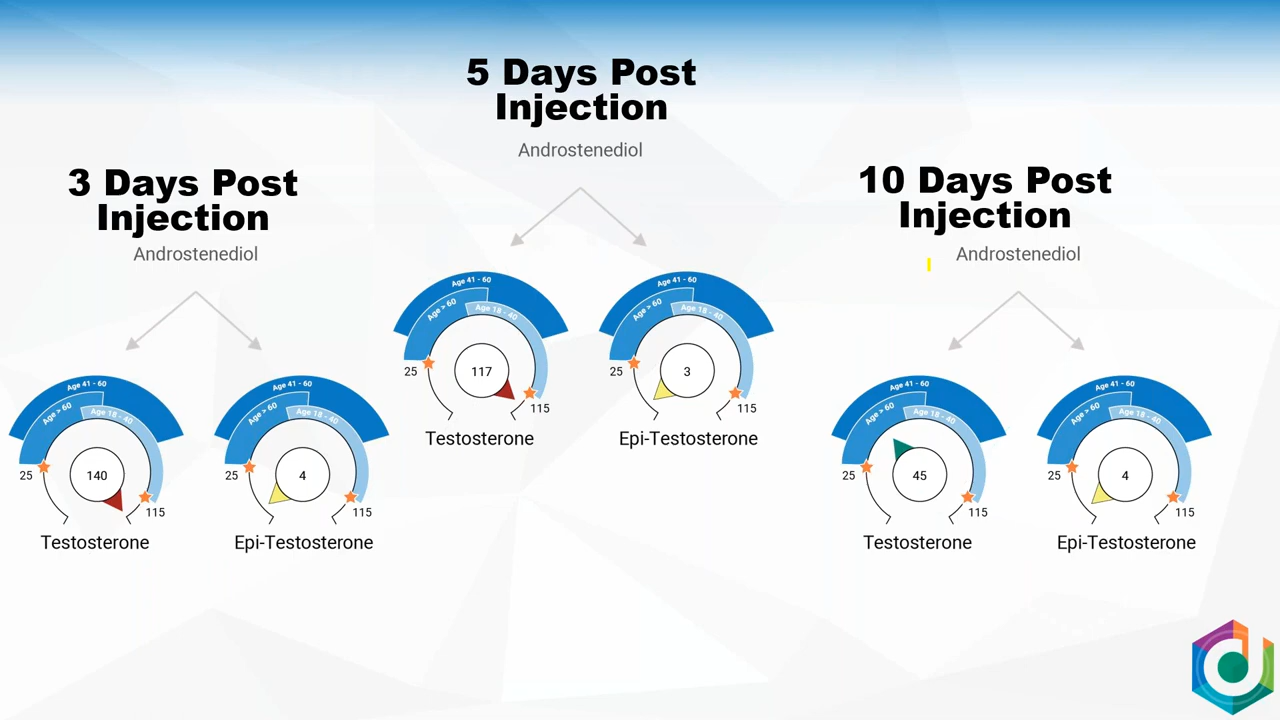 5 Days Post
Injection
Androstenediol
Age 41 - 60
Age > 60
Age 18 - 40
25
117
115
Testosterone
Age 41 - 60
Age > 60
Age 18 - 40
25
3
115
Epi-Testosterone
3 Days Post
Injection
Androstenediol
Age 41 - 60
Age > 60
Age 18 - 40
25
140
115
Testosterone
Age 41 - 60
Age > 60
Age 18 - 40
25
4
115
Epi-Testosterone
10 Days Post
Injection
Androstenediol
Age 41 - 60
Age > 60
Age 18 - 40
25
45
115
Testosterone
Age 41 - 60
Age > 60
Age 18 - 40
25
4
115
Epi-Testosterone